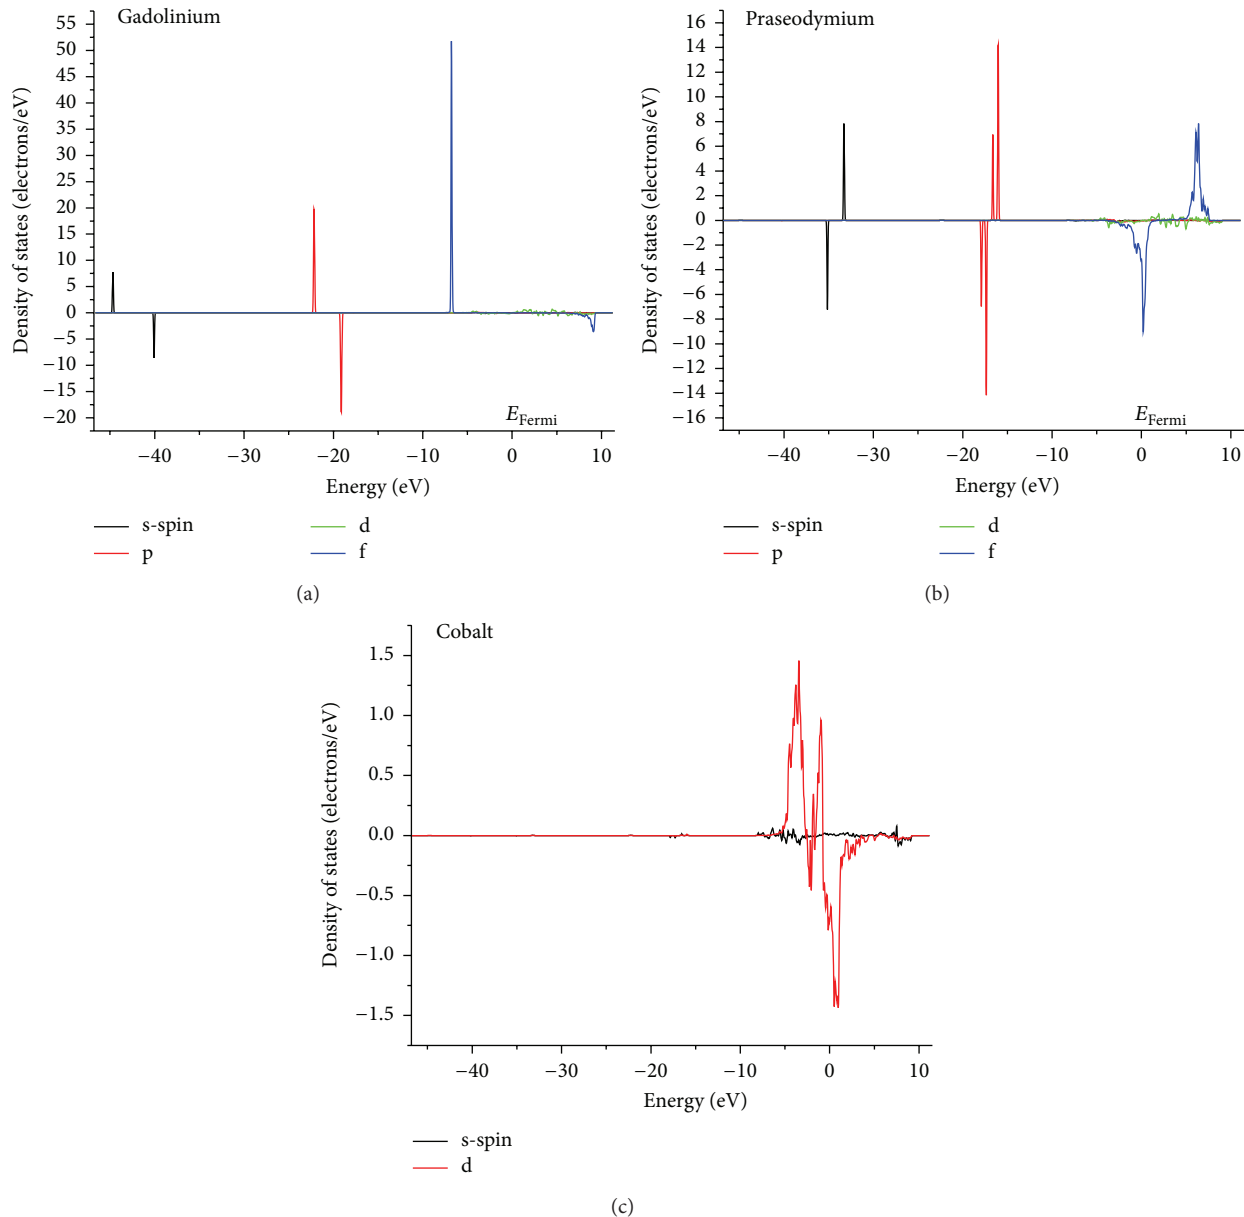 Gadolinium
55
50
45
40
35
30
25
20
15
10
5
0
−5
−10
−15
−20
Density of states (electrons/eV)
E_Fermi
−40 −30 −20 −10 0 10
Energy (eV)
s-spin d
p f
(a)
Praseodymium
16
14
12
10
8
6
4
2
0
−2
−4
−6
−8
−10
−12
−14
−16
Density of states (electrons/eV)
E_Fermi
−40 −30 −20 −10 0 10
Energy (eV)
s-spin d
p f
(b)
Cobalt
1.5
1.0
0.5
0.0
−0.5
−1.0
−1.5
Density of states (electrons/eV)
−40 −30 −20 −10 0 10
Energy (eV)
s-spin
d
(c)